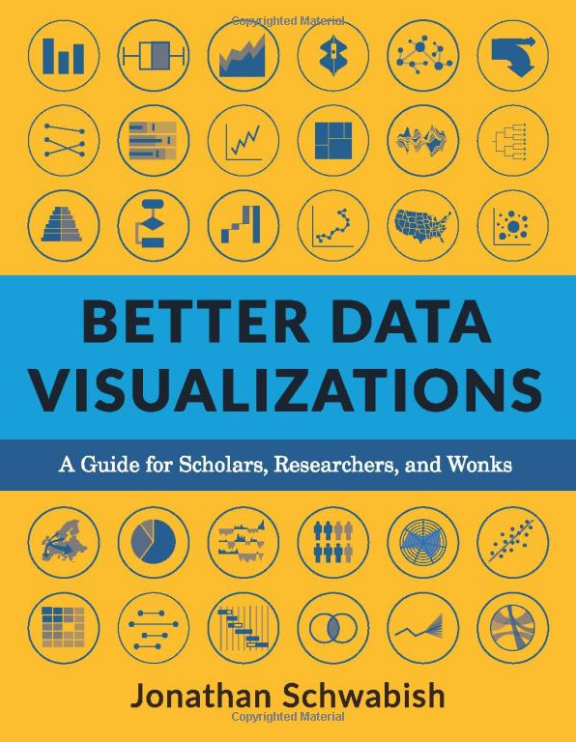 Copyrighted Material
BETTER DATA
VISUALIZATIONS
A Guide for Scholars, Researchers, and Wonks
Jonathan Schwabish
Copyrighted Material